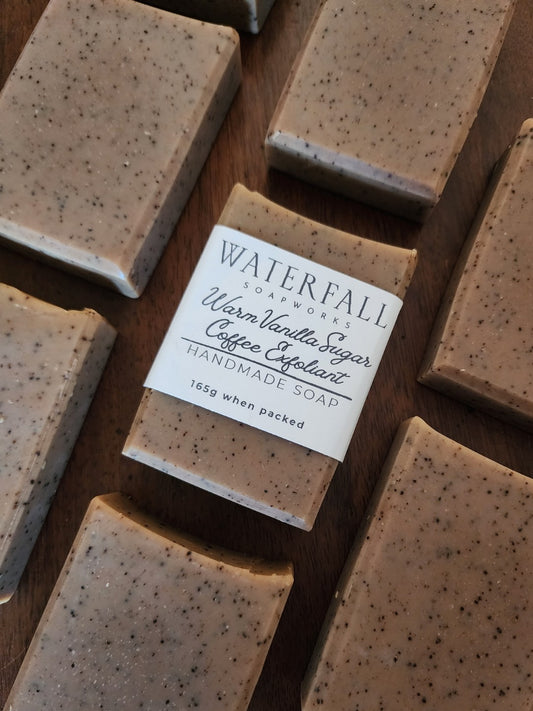 WATERFALL
SOAPWORKS
Warm Vanilla Sugar
Coffee Exfoliant
HANDMADE SOAP
165g when packed